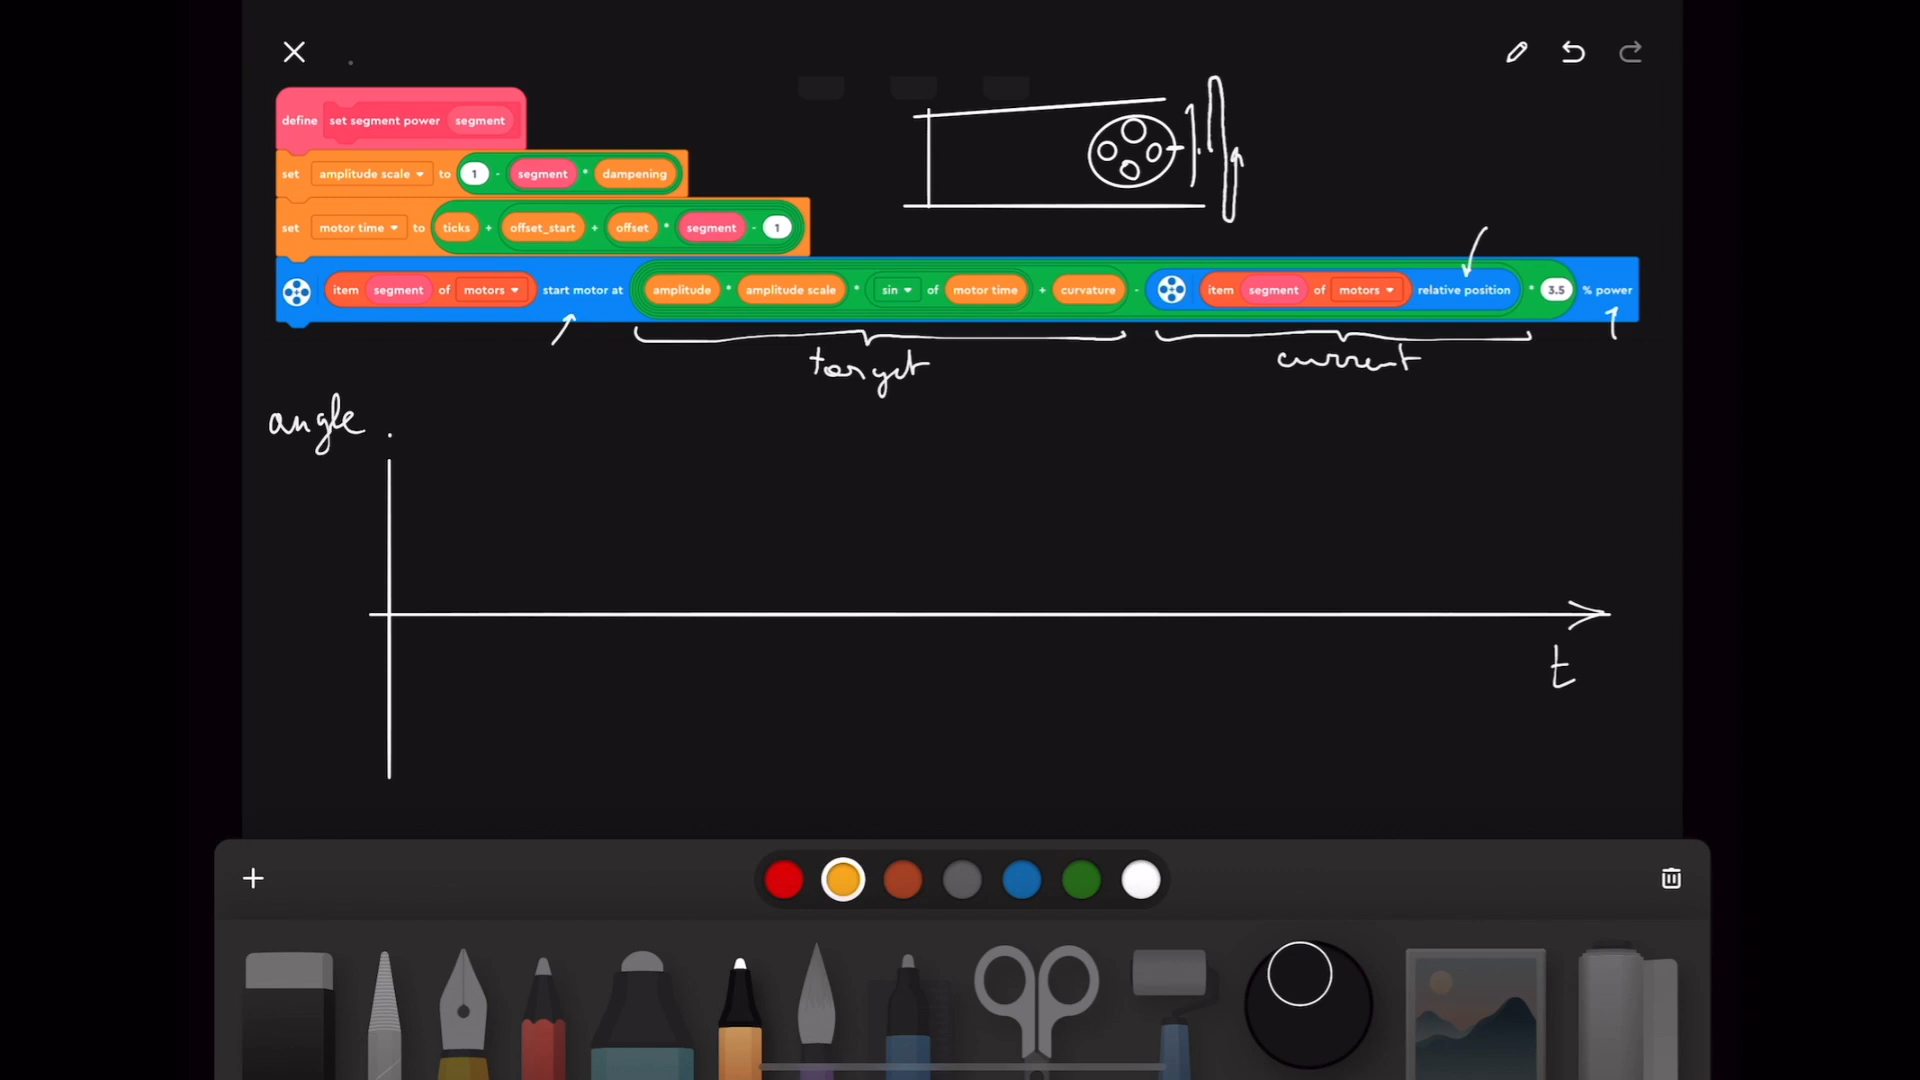 define set segment power segment
set amplitude scale to 1 - segment * dampening
set motor time to ticks + offset_start + offset * segment - 1
item segment of motors start motor at amplitude * amplitude scale * sin of motor time + curvature - item segment of motors relative position * 3.5 % power
target current
angle
t